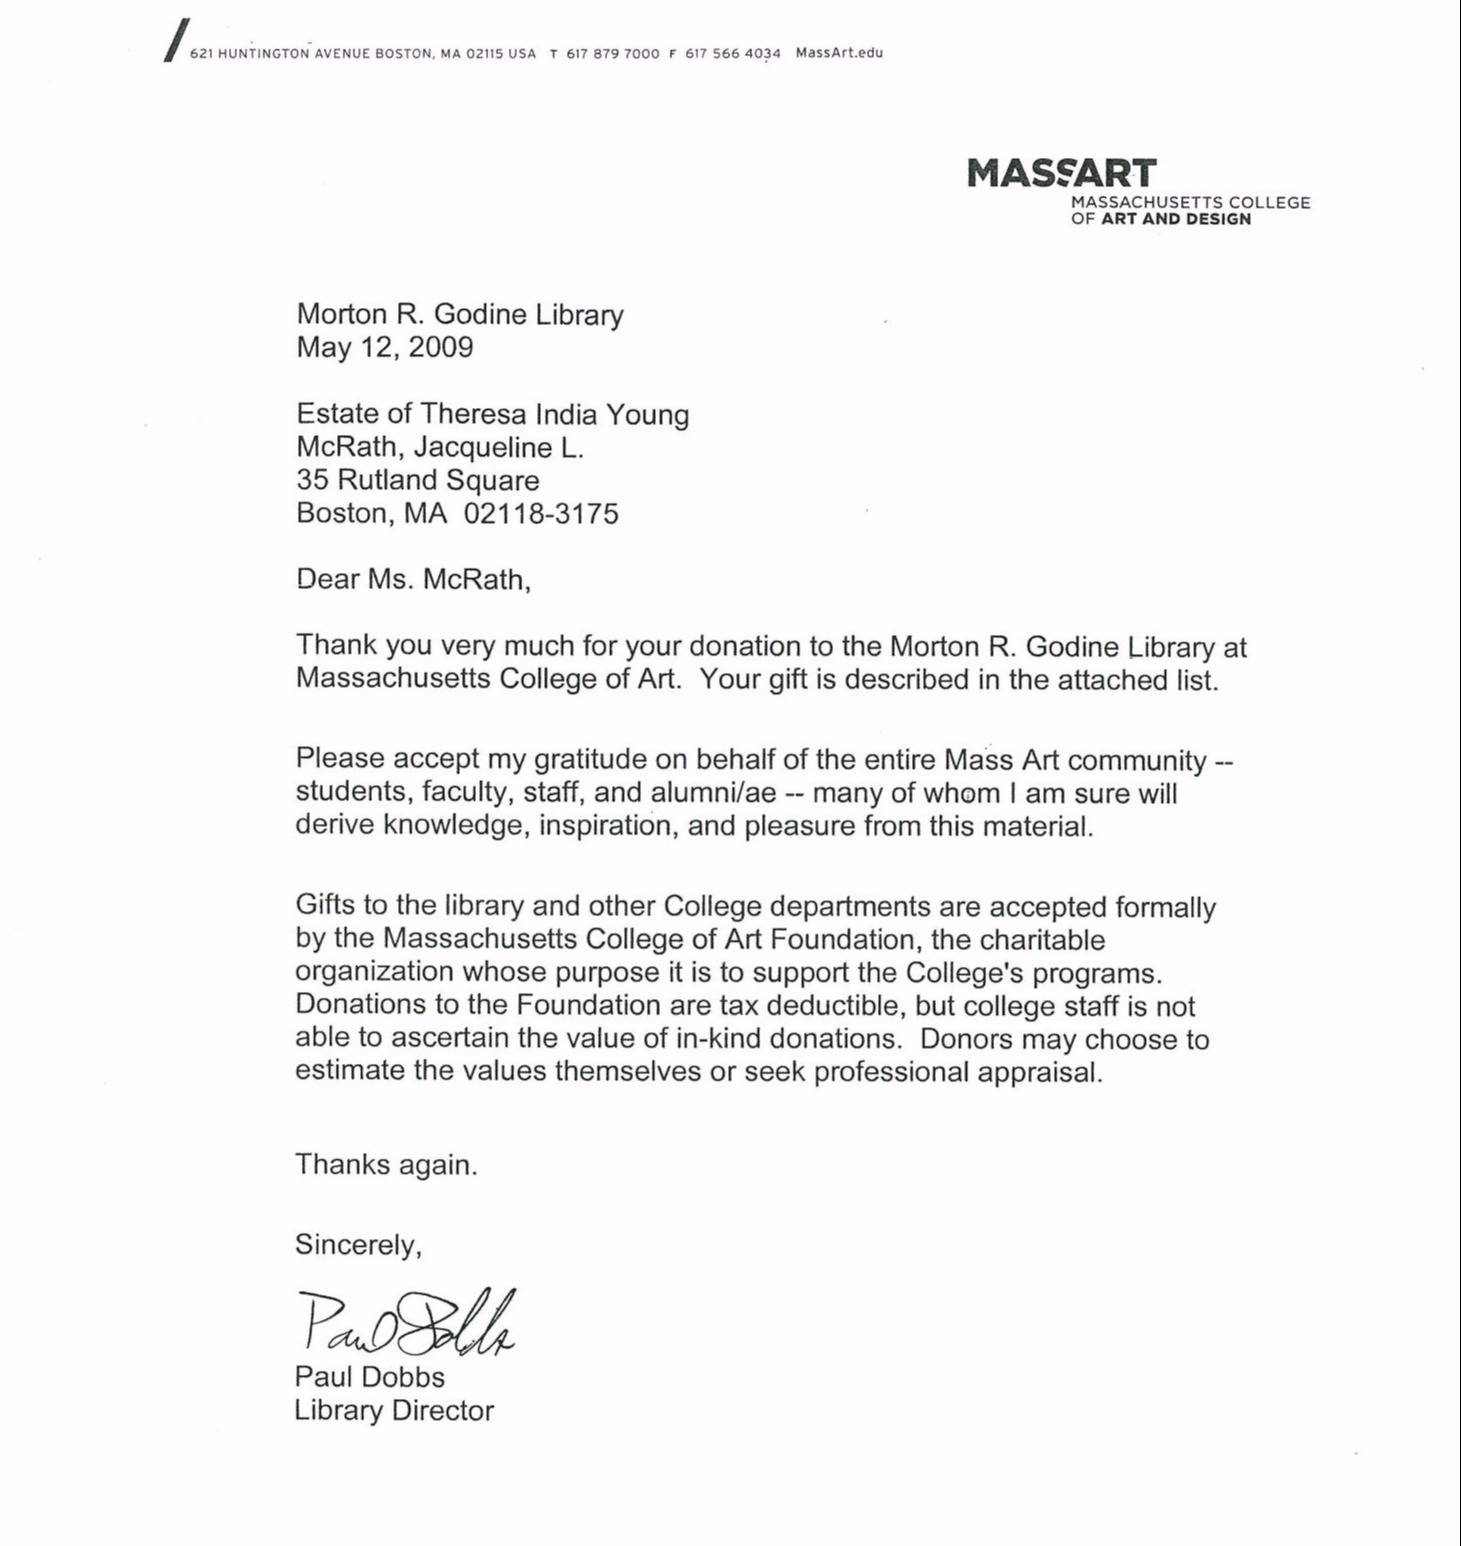 621 HUNTINGTON AVENUE BOSTON, MA 02115 USA T 617 879 7000 F 617 566 4034 MassArt.edu
MASSART
MASSACHUSETTS COLLEGE
OF ART AND DESIGN
Morton R. Godine Library
May 12, 2009
Estate of Theresa India Young
McRath, Jacqueline L.
35 Rutland Square
Boston, MA 02118-3175
Dear Ms. McRath,
Thank you very much for your donation to the Morton R. Godine Library at
Massachusetts College of Art. Your gift is described in the attached list.
Please accept my gratitude on behalf of the entire Mass Art community --
students, faculty, staff, and alumni/ae -- many of whom I am sure will
derive knowledge, inspiration, and pleasure from this material.
Gifts to the library and other College departments are accepted formally
by the Massachusetts College of Art Foundation, the charitable
organization whose purpose it is to support the College's programs.
Donations to the Foundation are tax deductible, but college staff is not
able to ascertain the value of in-kind donations. Donors may choose to
estimate the values themselves or seek professional appraisal.
Thanks again.
Sincerely,
Paul Dobbs
Paul Dobbs
Library Director